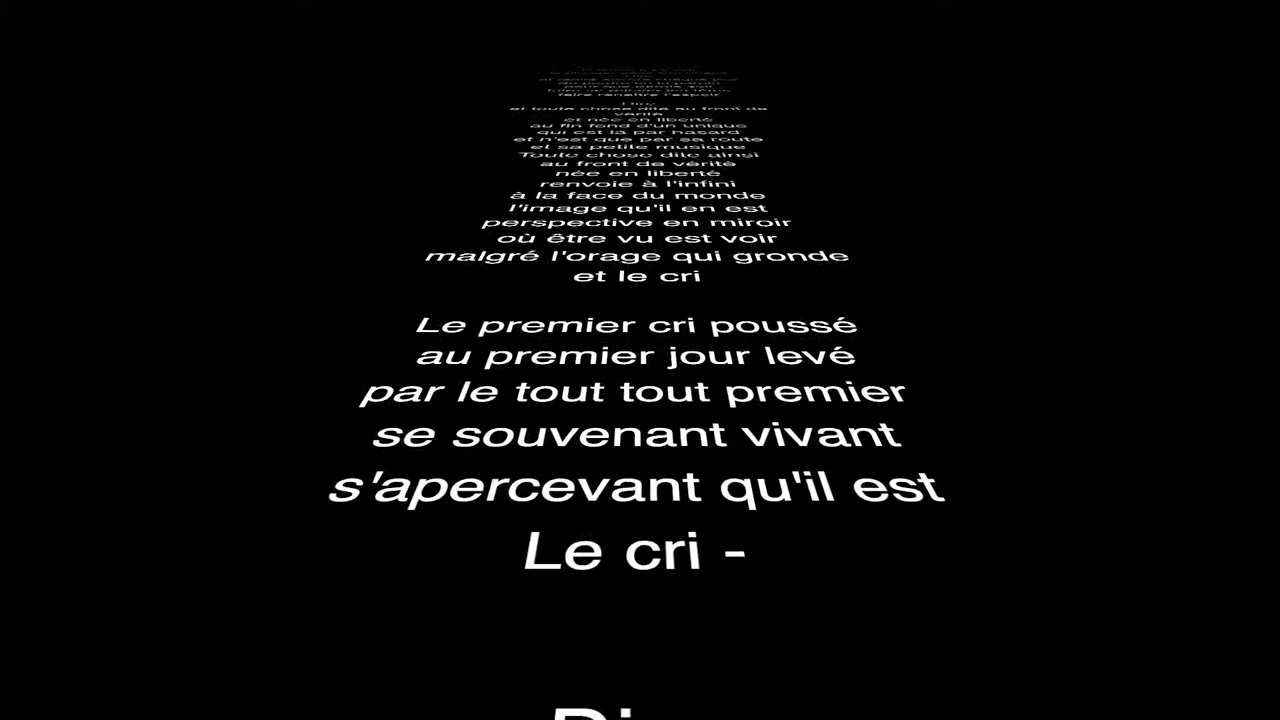 faire renaître l'espoir
Dire
et toute chose dite au front de
vérité
et née en liberté
au fin fond d'un unique
qui est là par hasard
et n'est que par sa route
et sa petite musique
Toute chose dite ainsi
au front de vérité
née en liberté
renvoie à l'infini
à la face du monde
l'image qu'il en est
perspective en miroir
où être vu est voir
malgré l'orage qui gronde
et le cri
Le premier cri poussé
au premier jour levé
par le tout tout premier
se souvenant vivant
s'apercevant qu'il est
Le cri -